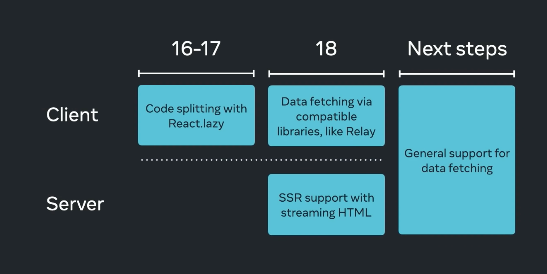 16-17
18
Next steps
Client
Code splitting with
React.lazy
Data fetching via
compatible
libraries, like Relay
General support for
data fetching
Server
SSR support with
streaming HTML